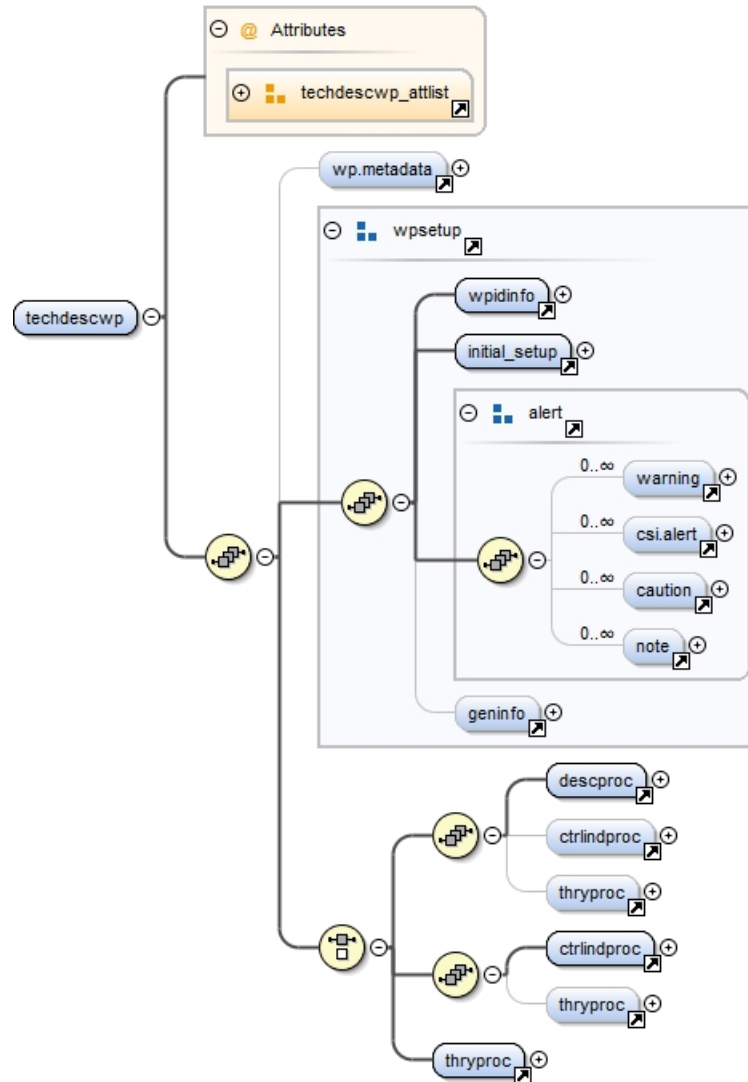 @ Attributes
techdescwp_attlist
wp.metadata
wpsetup
wpidinfo
techdescwp
initial_setup
alert
0..∞ warning
0..∞ csi.alert
0..∞ caution
0..∞ note
geninfo
descproc
ctrlindproc
thryproc
ctrlindproc
thryproc
thryproc